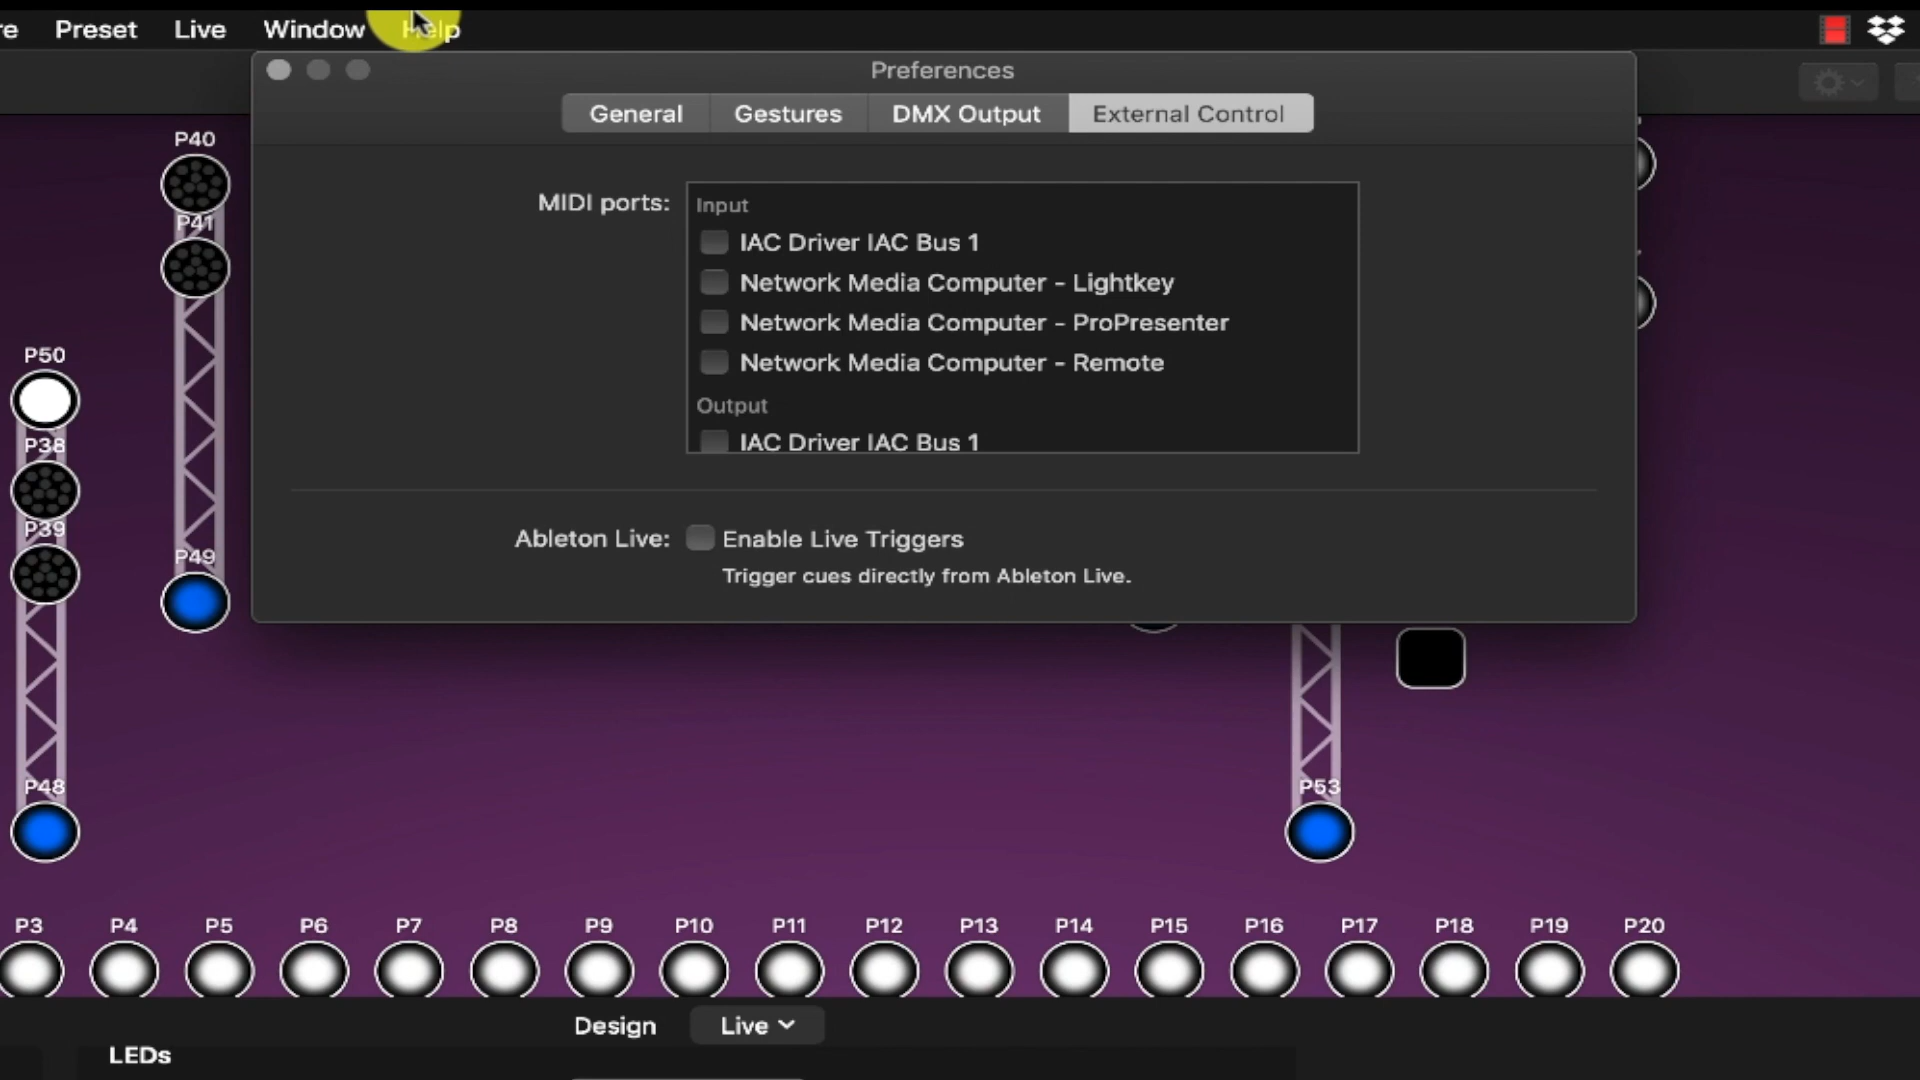 re Preset Live Window Help
Preferences
General Gestures DMX Output External Control
P40
P41
P50
P38
P39
P49
P48
MIDI ports:
Input
IAC Driver IAC Bus 1
Network Media Computer - Lightkey
Network Media Computer - ProPresenter
Network Media Computer - Remote
Output
IAC Driver IAC Bus 1
Ableton Live: Enable Live Triggers
Trigger cues directly from Ableton Live.
P53
P3 P4 P5 P6 P7 P8 P9 P10 P11 P12 P13 P14 P15 P16 P17 P18 P19 P20
Design Live
LEDs